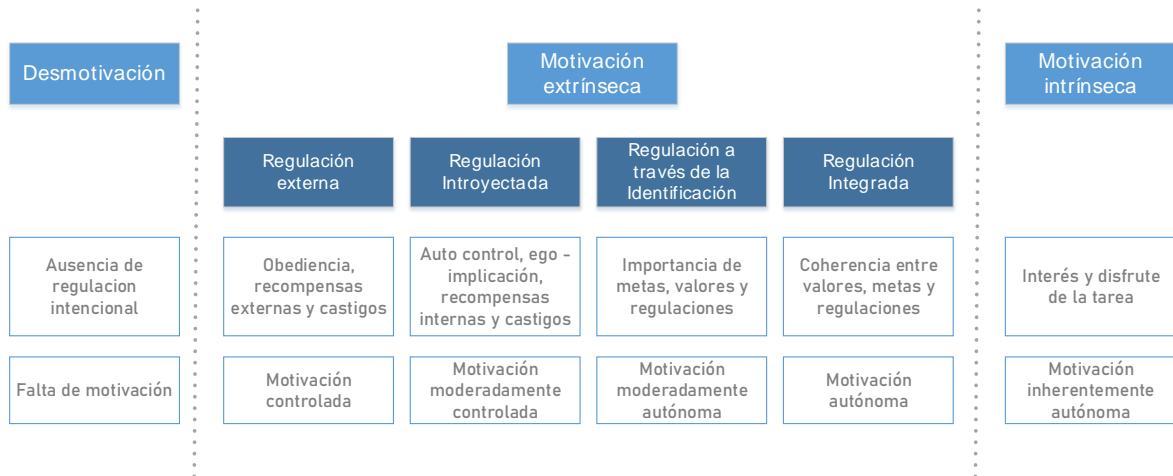 Desmotivación
Motivación
extrínseca
Motivación
intrínseca
Regulación
externa
Regulación
Introyectada
Regulación a
través de la
Identificación
Regulación
Integrada
Ausencia de
regulacion
intencional
Obediencia,
recompensas
externas y castigos
Auto control, ego -
implicación,
recompensas
internas y castigos
Importancia de
metas, valores y
regulaciones
Coherencia entre
valores, metas y
regulaciones
Interés y disfrute
de la tarea
Falta de motivación
Motivación
controlada
Motivación
moderadamente
controlada
Motivación
moderadamente
autónoma
Motivación
autónoma
Motivación
inherentemente
autónoma